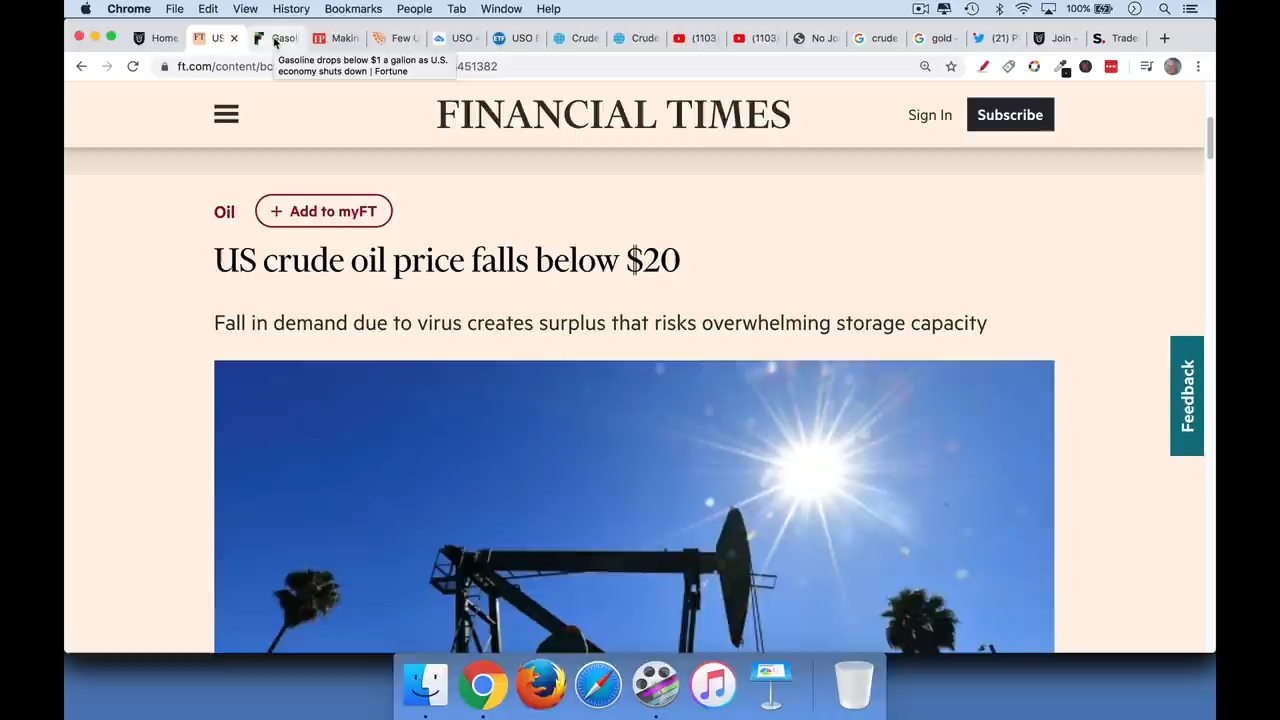 Chrome File Edit View History Bookmarks People Tab Window Help 100%
Home US Gasol Makin Few U USO USO E Crude Crude (1103 (1103 No Jo crude gold – (21) P Join – Trade
Gasoline drops below $1 a gallon as U.S.
economy shuts down | Fortune
ft.com/content/bc 451382
FINANCIAL TIMES
Sign In
Subscribe
Oil
+ Add to myFT
US crude oil price falls below $20
Fall in demand due to virus creates surplus that risks overwhelming storage capacity
Feedback